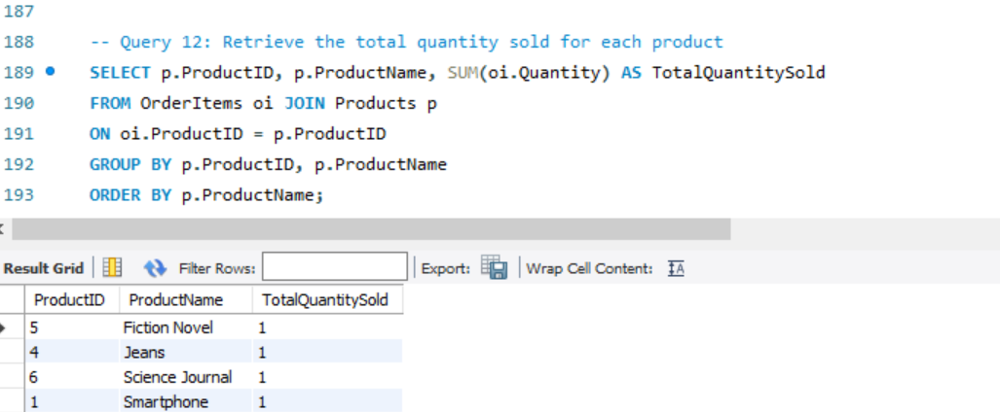 187
188 -- Query 12: Retrieve the total quantity sold for each product
189 SELECT p.ProductID, p.ProductName, SUM(oi.Quantity) AS TotalQuantitySold
190 FROM OrderItems oi JOIN Products p
191 ON oi.ProductID = p.ProductID
192 GROUP BY p.ProductID, p.ProductName
193 ORDER BY p.ProductName;
Result Grid Filter Rows: Export: Wrap Cell Content: IA
ProductID ProductName TotalQuantitySold
5 Fiction Novel 1
4 Jeans 1
6 Science Journal 1
1 Smartphone 1